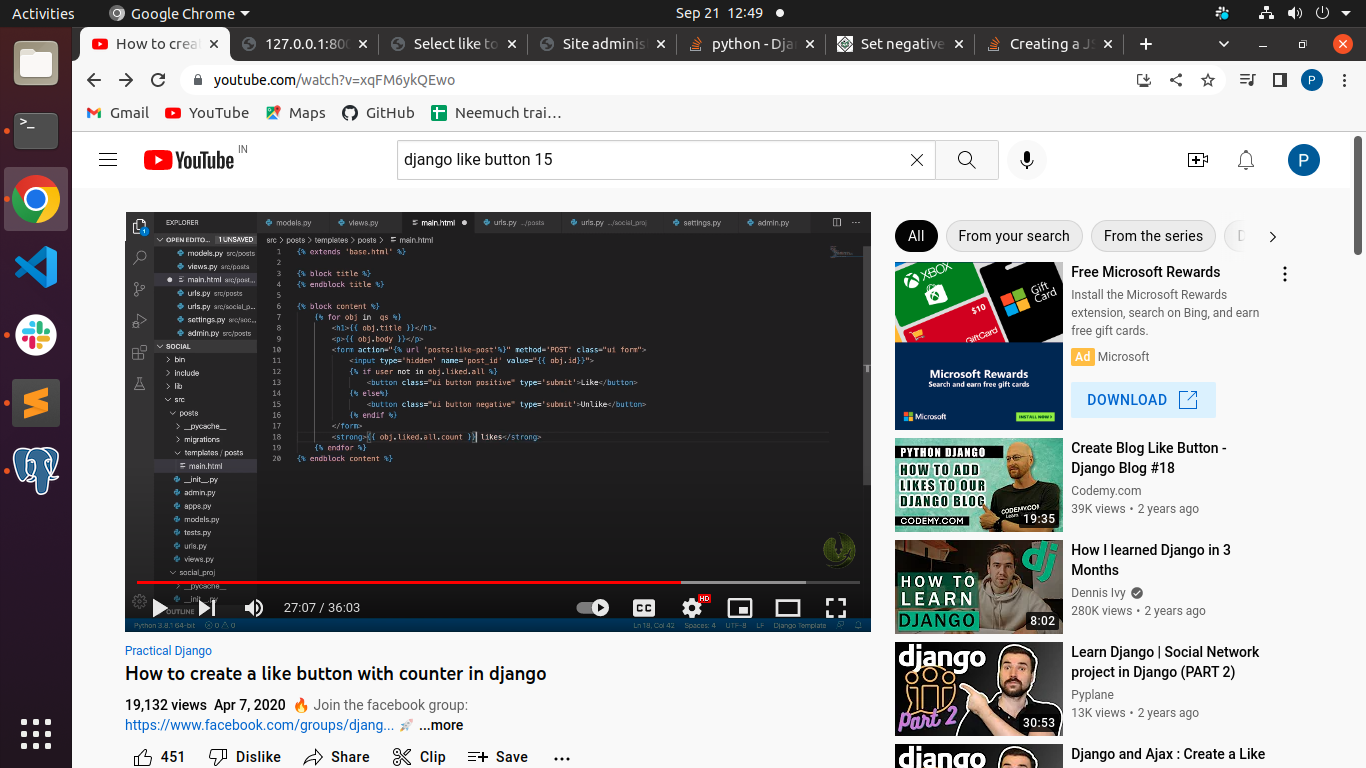 Activities
Google Chrome
Sep 21 12:49
How to crea
127.0.0.1:800
Select like to
Site adminis
python - Dja
Set negative
Creating a JS
youtube.com/watch?v=xqFM6ykQEwo
P
Gmail
YouTube
Maps
GitHub
Neemuch trai…
YouTube
IN
django like button 15
P
EXPLORER
OPEN EDITO...
1 UNSAVED
models.py src/posts
views.py src/posts
main.html src/post...
urls.py src/posts
urls.py src/social_p...
settings.py src/soc...
admin.py src/posts
SOCIAL
bin
include
lib
src
posts
__pycache__
migrations
templates / posts
main.html
__init__.py
admin.py
apps.py
models.py
tests.py
urls.py
views.py
social_proj
__pycache__
__init__.py
OUTLINE
models.py
views.py
main.html
urls.py .../posts
urls.py .../social_proj
settings.py
admin.py
src > posts > templates > posts > main.html
1 {% extends 'base.html' %}
2
3 {% block title %}
4 {% endblock title %}
5
6 {% block content %}
7 {% for obj in qs %}
8 <h1>{{ obj.title }}</h1>
9 <p>{{ obj.body }}</p>
10 <form action="{% url 'posts:like-post'%}" method='POST' class="ui form">
11 <input type='hidden' name='post_id' value="{{ obj.id}}">
12 {% if user not in obj.liked.all %}
13 <button class="ui button positive" type='submit'>Like</button>
14 {% else%}
15 <button class="ui button negative" type='submit'>Unlike</button>
16 {% endif %}
17 </form>
18 <strong>{{ obj.liked.all.count }} likes</strong>
19 {% endfor %}
20 {% endblock content %}
27:07 / 36:03
CC
HD
Python 3.8.1 64-bit
0 0
Ln 18, Col 42
Spaces: 4
UTF-8
LF
Django Template
Practical Django
How to create a like button with counter in django
19,132 views Apr 7, 2020 🔥 Join the facebook group:
https://www.facebook.com/groups/djang... 🚀 ...more
451
Dislike
Share
Clip
Save
All
From your search
From the series
XBOX
$10
GiftCard
Gift Card
Microsoft Rewards
Search and earn free gift cards
Microsoft
INSTALL NOW
Free Microsoft Rewards
Install the Microsoft Rewards
extension, search on Bing, and earn
free gift cards.
Ad Microsoft
DOWNLOAD
PYTHON DJANGO
HOW TO ADD
LIKES TO OUR
DJANGO BLOG
CODEMY.COM
19:35
Create Blog Like Button -
Django Blog #18
Codemy.com
39K views • 2 years ago
dj
HOW TO
LEARN
DJANGO
8:02
How I learned Django in 3
Months
Dennis Ivy
280K views • 2 years ago
django
Part 2
30:53
Learn Django | Social Network
project in Django (PART 2)
Pyplane
13K views • 2 years ago
django
Django and Ajax : Create a Like